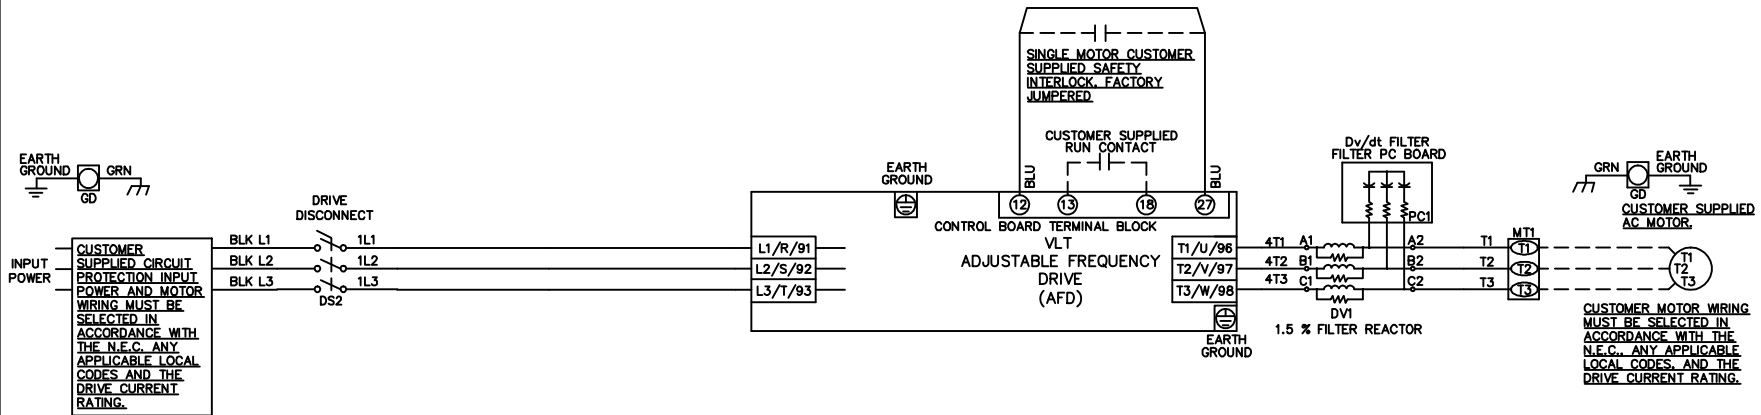 SINGLE MOTOR CUSTOMER
SUPPLIED SAFETY
INTERLOCK, FACTORY
JUMPERED
CUSTOMER SUPPLIED
RUN CONTACT
BLU
BLU
EARTH
GROUND
GRN
GD
DRIVE
DISCONNECT
INPUT
POWER
CUSTOMER
SUPPLIED CIRCUIT
PROTECTION INPUT
POWER AND MOTOR
WIRING MUST BE
SELECTED IN
ACCORDANCE WITH
THE N.E.C. ANY
APPLICABLE LOCAL
CODES AND THE
DRIVE CURRENT
RATING.
BLK L1
BLK L2
BLK L3
1L1
1L2
1L3
DS2
EARTH
GROUND
12
13
18
27
CONTROL BOARD TERMINAL BLOCK
VLT
ADJUSTABLE FREQUENCY
DRIVE
(AFD)
L1/R/91
L2/S/92
L3/T/93
T1/U/96
T2/V/97
T3/W/98
EARTH
GROUND
4T1
4T2
4T3
A1
B1
C1
DV1
1.5 % FILTER REACTOR
Dv/dt FILTER
FILTER PC BOARD
PC1
A2
B2
C2
T1
T2
T3
MT1
T1
T2
T3
GRN
GD
EARTH
GROUND
CUSTOMER SUPPLIED
AC MOTOR.
T1
T2
T3
CUSTOMER MOTOR WIRING
MUST BE SELECTED IN
ACCORDANCE WITH THE
N.E.C., ANY APPLICABLE
LOCAL CODES, AND THE
DRIVE CURRENT RATING.